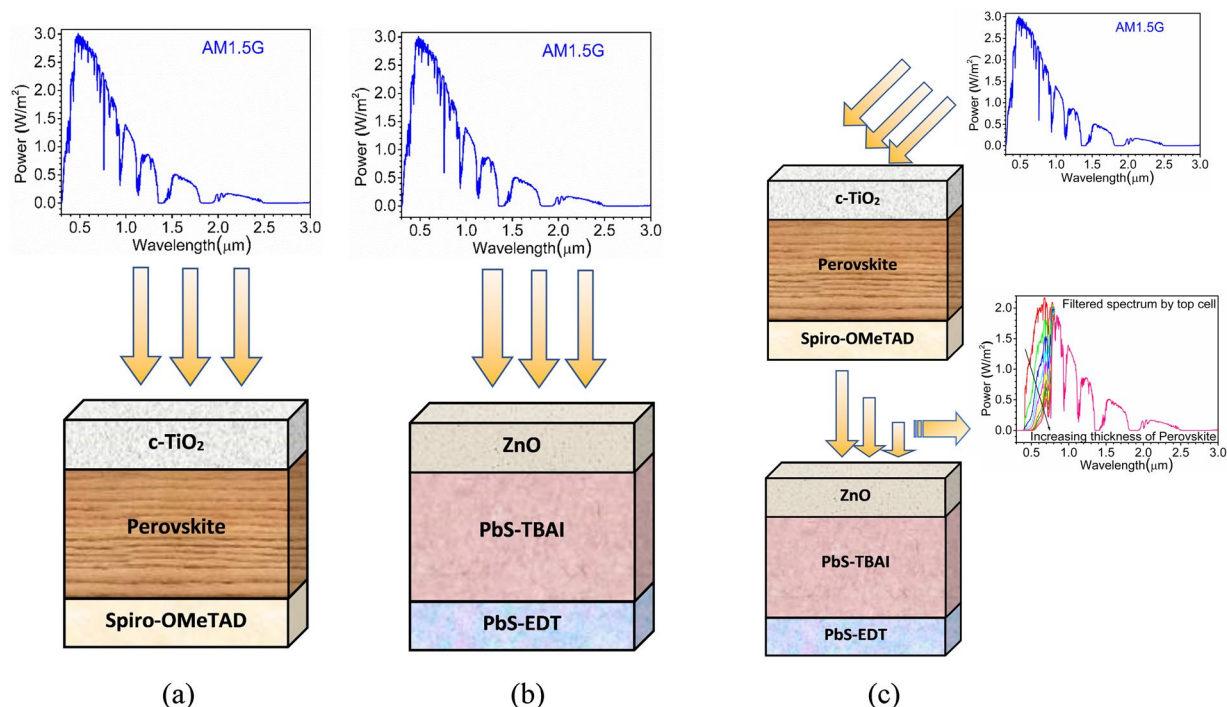 AM1.5G
Power (W/m²)
3.0
2.5
2.0
1.5
1.0
0.5
0.0
0.5 1.0 1.5 2.0 2.5 3.0
Wavelength(μm)
c-TiO₂
Perovskite
Spiro-OMeTAD
(a)
AM1.5G
Power (W/m²)
3.0
2.5
2.0
1.5
1.0
0.5
0.0
0.5 1.0 1.5 2.0 2.5 3.0
Wavelength(μm)
ZnO
PbS-TBAI
PbS-EDT
(b)
AM1.5G
Power (W/m²)
3.0
2.5
2.0
1.5
1.0
0.5
0.0
0.5 1.0 1.5 2.0 2.5 3.0
Wavelength(μm)
c-TiO₂
Perovskite
Spiro-OMeTAD
Filtered spectrum by top cell
Power (W/m²)
2.0
1.5
1.0
0.5
0.0
Increasing thickness of Perovskite
0.5 1.0 1.5 2.0 2.5 3.0
Wavelength(μm)
ZnO
PbS-TBAI
PbS-EDT
(c)